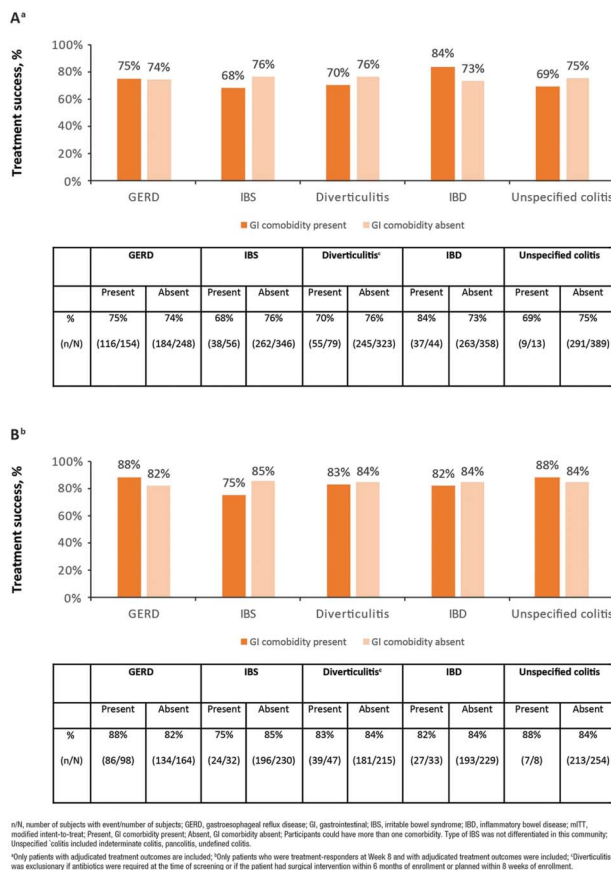 Aᵃ
Treatment success, %
100%
80%
60%
40%
20%
0%
75% 74% 68% 76% 70% 76% 84% 73% 69% 75%
GERD IBS Diverticulitis IBD Unspecified colitis
GI comobidity present GI comobidity absent
GERD IBS Diverticulitisᶜ IBD Unspecified colitis
Present Absent Present Absent Present Absent Present Absent Present Absent
% 75% 74% 68% 76% 70% 76% 84% 73% 69% 75%
(n/N) (116/154) (184/248) (38/56) (262/346) (55/79) (245/323) (37/44) (263/358) (9/13) (291/389)
Bᵇ
Treatment success, %
100%
80%
60%
40%
20%
0%
88% 82% 75% 85% 83% 84% 82% 84% 88% 84%
GERD IBS Diverticulitis IBD Unspecified colitis
GI comobidity present GI comobidity absent
GERD IBS Diverticulitisᶜ IBD Unspecified colitis
Present Absent Present Absent Present Absent Present Absent Present Absent
% 88% 82% 75% 85% 83% 84% 82% 84% 88% 84%
(n/N) (86/98) (134/164) (24/32) (196/230) (39/47) (181/215) (27/33) (193/229) (7/8) (213/254)
n/N, number of subjects with event/number of subjects; GERD, gastroesophageal reflux disease; GI, gastrointestinal; IBS, irritable bowel syndrome; IBD, inflammatory bowel disease; mITT,
modified intent-to-treat; Present, GI comorbidity present; Absent, GI comorbidity absent; Participants could have more than one comorbidity. Type of IBS was not differentiated in this community;
Unspecified `colitis included indeterminate colitis, pancolitis, undefined colitis.
ᵃOnly patients with adjudicated treatment outcomes are included; ᵇOnly patients who were treatment-responders at Week 8 and with adjudicated treatment outcomes were included; ᶜDiverticulitis
was exclusionary if antibiotics were required at the time of screening or if the patient had surgical intervention within 6 months of enrollment or planned within 8 weeks of enrollment.